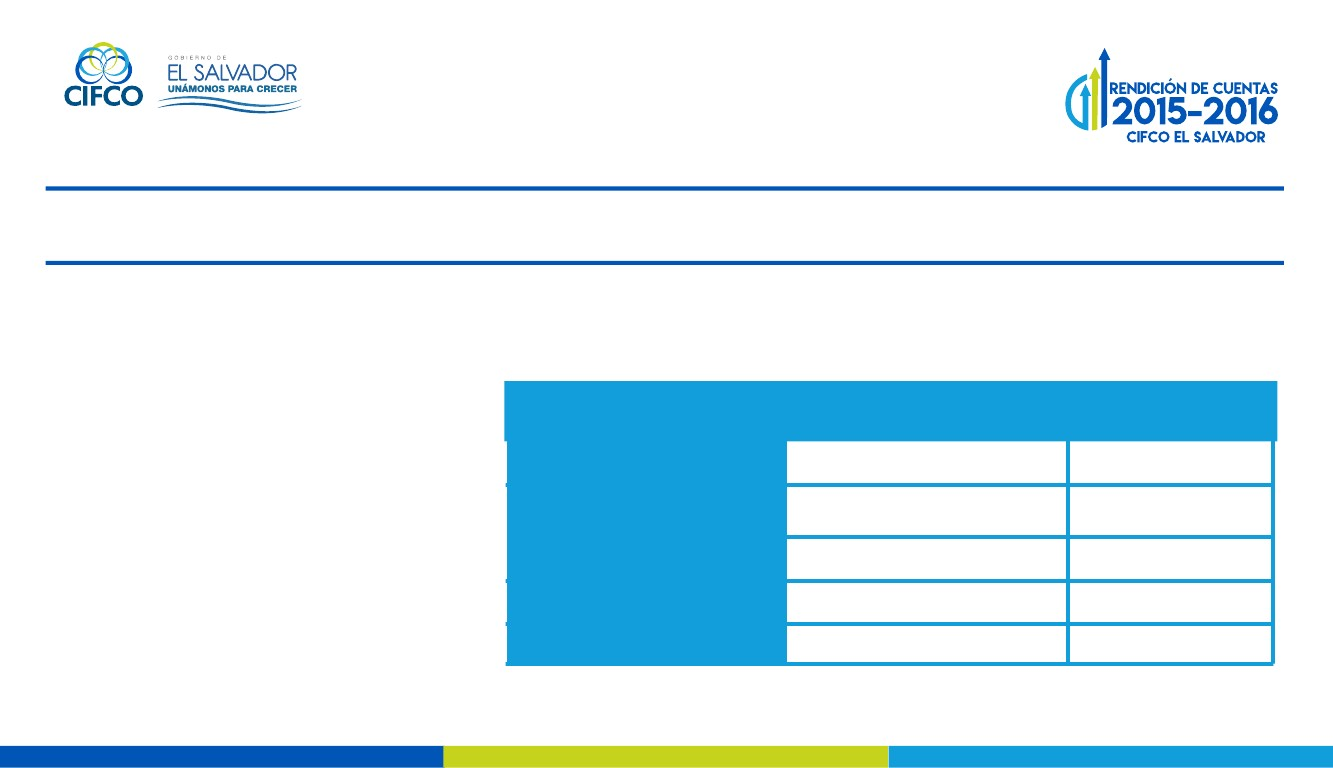 CIFCO
GOBIERNO DE
EL SALVADOR
UNÁMONOS PARA CRECER
RENDICIÓN DE CUENTAS
2015-2016
CIFCO EL SALVADOR